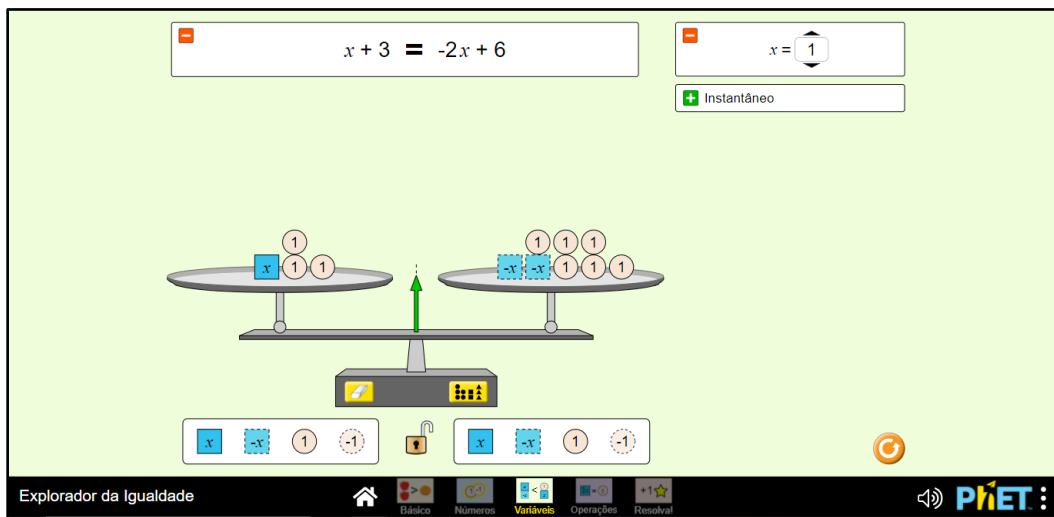 x + 3 = -2x + 6
x = 1
Instantâneo
1
x 1 1
1 1 1
-x -x 1 1 1
x -x 1 -1
x -x 1 -1
Explorador da Igualdade
Básico
Números
Variáveis
Operações
+1
Resolva!
PhET